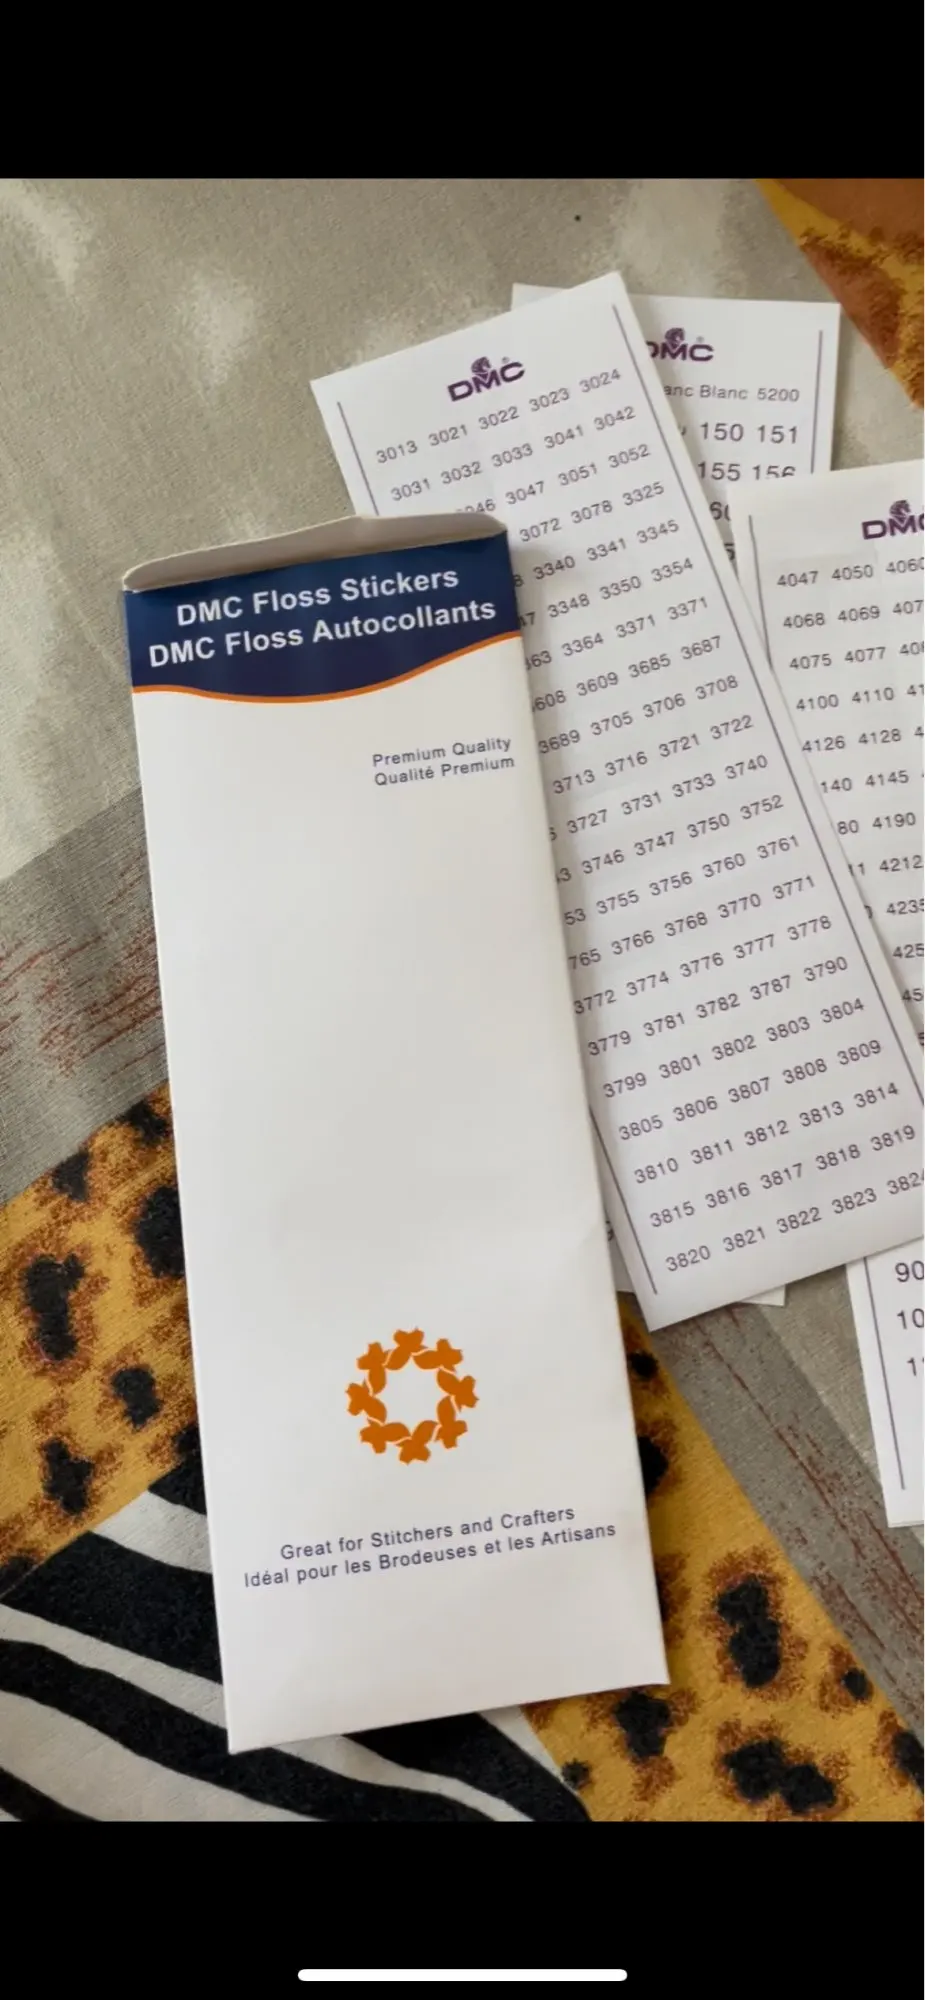 DMC Floss Stickers
DMC Floss Autocollants
Premium Quality
Qualité Premium
Great for Stitchers and Crafters
Idéal pour les Brodeuses et les Artisans
DMC
3013 3021 3022 3023 3024
3031 3032 3033 3041 3042
3047 3051 3052
3072 3078 3325
3340 3341 3345
3348 3350 3354
3364 3371 3371
3609 3685 3687
3689 3705 3706 3708
3713 3716 3721 3722
3727 3731 3733 3740
3746 3747 3750 3752
3755 3756 3760 3761
3766 3768 3770 3771
3772 3774 3776 3777 3778
3779 3781 3782 3787 3790
3799 3801 3802 3803 3804
3805 3806 3807 3808 3809
3810 3811 3812 3813 3814
3815 3816 3817 3818 3819
3820 3821 3822 3823
DMC
Blanc 5200
150 151
155 156
DMC
4047 4050
4068 4069
4075 4077
4100 4110
4126 4128
4145
4190
4212